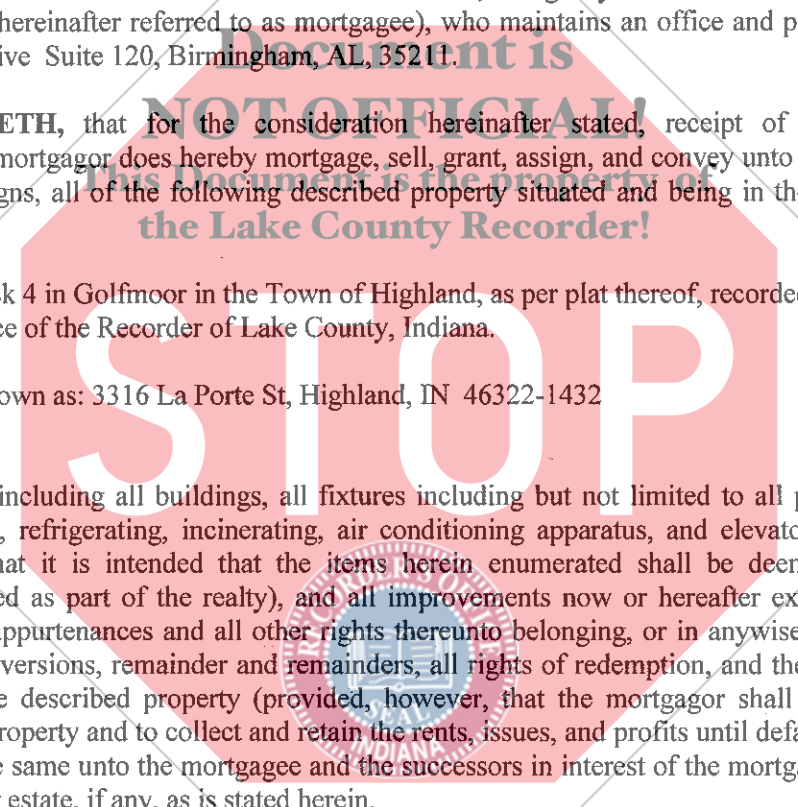 hereinafter referred to as mortgagee), who maintains an office and p
ive Suite 120, Birmingham, AL, 35211.
Document is
NOT OFFICIAL!
This Document is the property of
the Lake County Recorder!
ETH, that for the consideration hereinafter stated, receipt of
mortgagor does hereby mortgage, sell, grant, assign, and convey unto
gns, all of the following described property situated and being in th
k 4 in Golfmoor in the Town of Highland, as per plat thereof, recorde
ce of the Recorder of Lake County, Indiana.
STOP
own as: 3316 La Porte St, Highland, IN 46322-1432
including all buildings, all fixtures including but not limited to all p
, refrigerating, incinerating, air conditioning apparatus, and elevato
hat it is intended that the items herein enumerated shall be deen
ed as part of the realty), and all improvements now or hereafter ex
appurtenances and all other rights thereunto belonging, or in anywise
versions, remainder and remainders, all rights of redemption, and the
e described property (provided, however, that the mortgagor shall
roperty and to collect and retain the rents, issues, and profits until defa
e same unto the mortgagee and the successors in interest of the mortga
estate, if any, as is stated herein.
RECORDER'S OF
SEAL
INDIANA